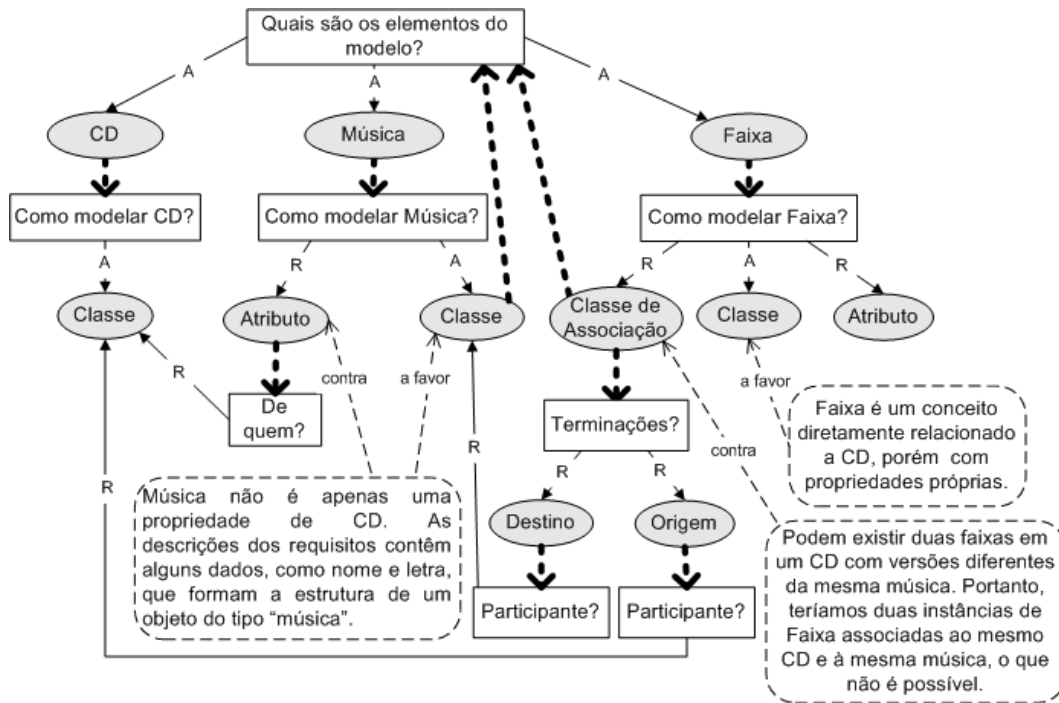 Quais são os elementos do
modelo?
A
A
A
CD
Música
Faixa
Como modelar CD?
Como modelar Música?
Como modelar Faixa?
A
R
A
R
A
R
Classe
Atributo
Classe
Classe de
Associação
Classe
Atributo
R
contra
a favor
a favor
De
quem?
Terminações?
contra
Faixa é um conceito
diretamente relacionado
a CD, porém com
propriedades próprias.
R
R
R
R
Música não é apenas uma
propriedade de CD. As
descrições dos requisitos contêm
alguns dados, como nome e letra,
que formam a estrutura de um
objeto do tipo “música”.
Destino
Origem
Participante?
Participante?
Podem existir duas faixas em
um CD com versões diferentes
da mesma música. Portanto,
teríamos duas instâncias de
Faixa associadas ao mesmo
CD e à mesma música, o que
não é possível.